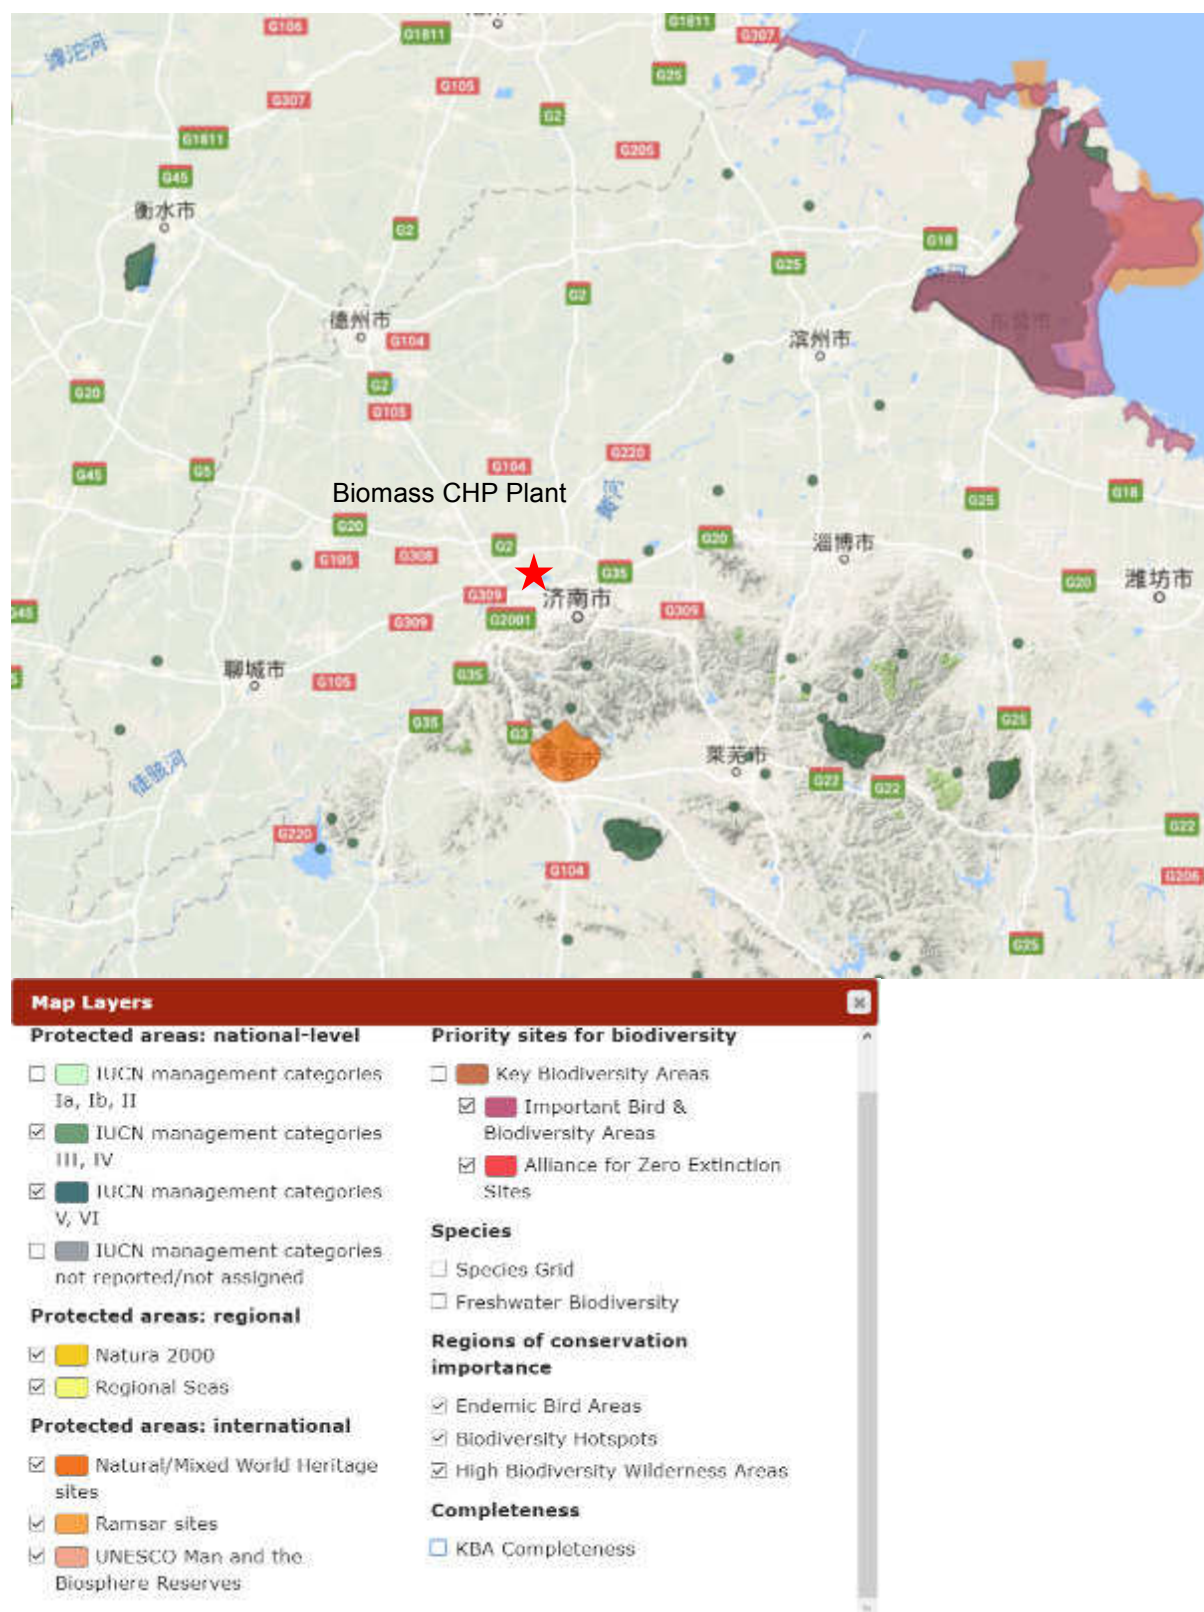 G106
G1811
G1811
G307
滹沱河
G25
G105
G307
G2
G1811
G205
G45
衡水市
G2
G18
G25
G2
德州市
G104
滨州市
G2
G20
G105
G220
G104
G45
G5
G18
Biomass CHP Plant
黄河
G25
G20
G20
淄博市
G2
G308
G105
G35
G20
潍坊市
G309
济南市
G309
G45
G2001
G309
聊城市
G35
G105
G35
G25
G3
莱芜市
徒骇河
G22
G22
G220
G22
G104
G206
G25
Map Layers
Protected areas: national-level
IUCN management categories
Ia, Ib, II
IUCN management categories
III, IV
IUCN management categories
V, VI
IUCN management categories
not reported/not assigned
Protected areas: regional
Natura 2000
Regional Seas
Protected areas: international
Natural/Mixed World Heritage
sites
Ramsar sites
UNESCO Man and the
Biosphere Reserves
Priority sites for biodiversity
Key Biodiversity Areas
Important Bird &
Biodiversity Areas
Alliance for Zero Extinction
Sites
Species
Species Grid
Freshwater Biodiversity
Regions of conservation
importance
Endemic Bird Areas
Biodiversity Hotspots
High Biodiversity Wilderness Areas
Completeness
KBA Completeness